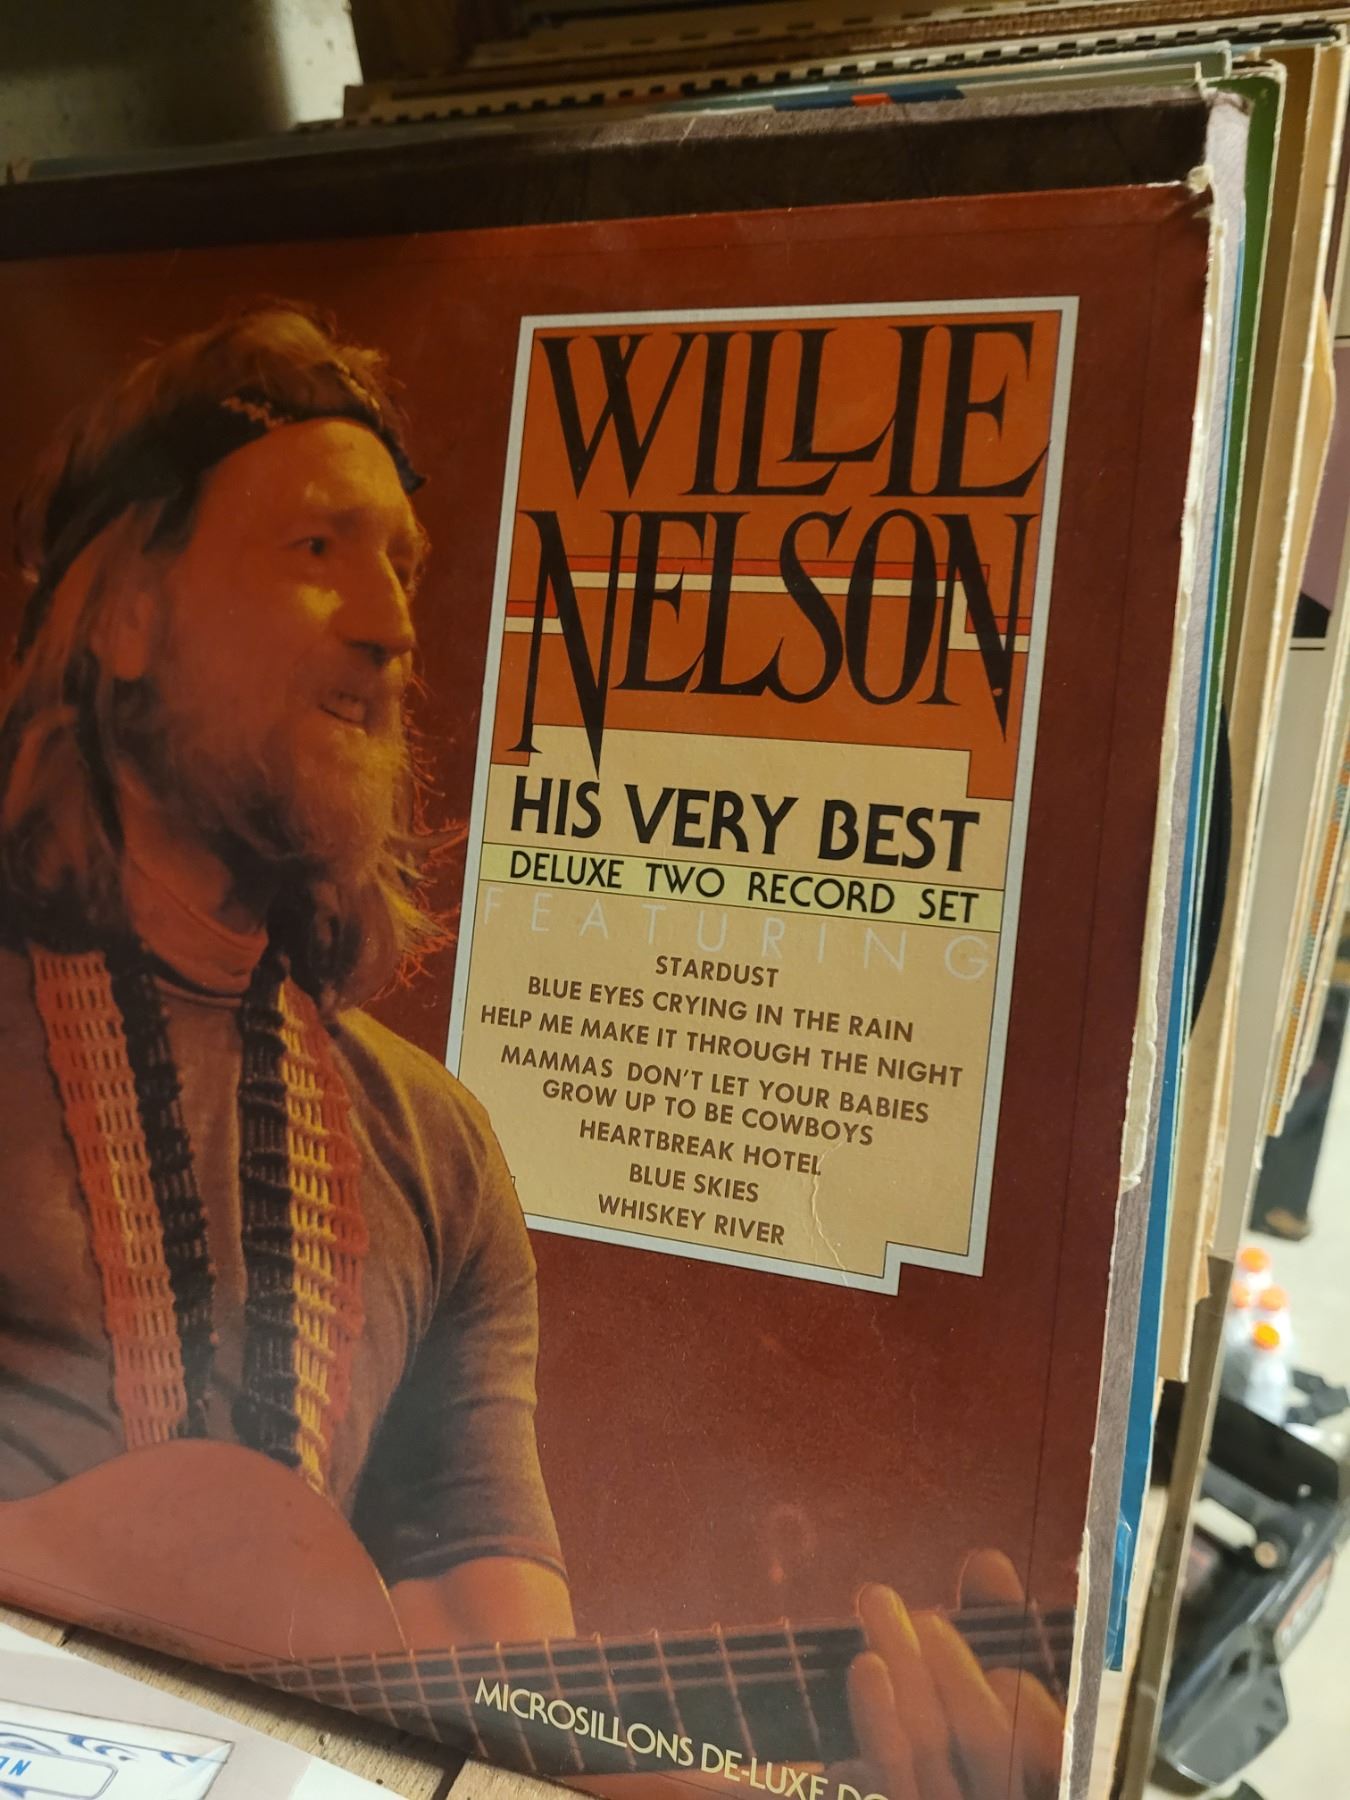 WILLIE
NELSON
HIS VERY BEST
DELUXE TWO RECORD SET
FEATURING
STARDUST
BLUE EYES CRYING IN THE RAIN
HELP ME MAKE IT THROUGH THE NIGHT
MAMMAS DON'T LET YOUR BABIES
GROW UP TO BE COWBOYS
HEARTBREAK HOTEL
BLUE SKIES
WHISKEY RIVER
MICROSILLONS DE-LUXE